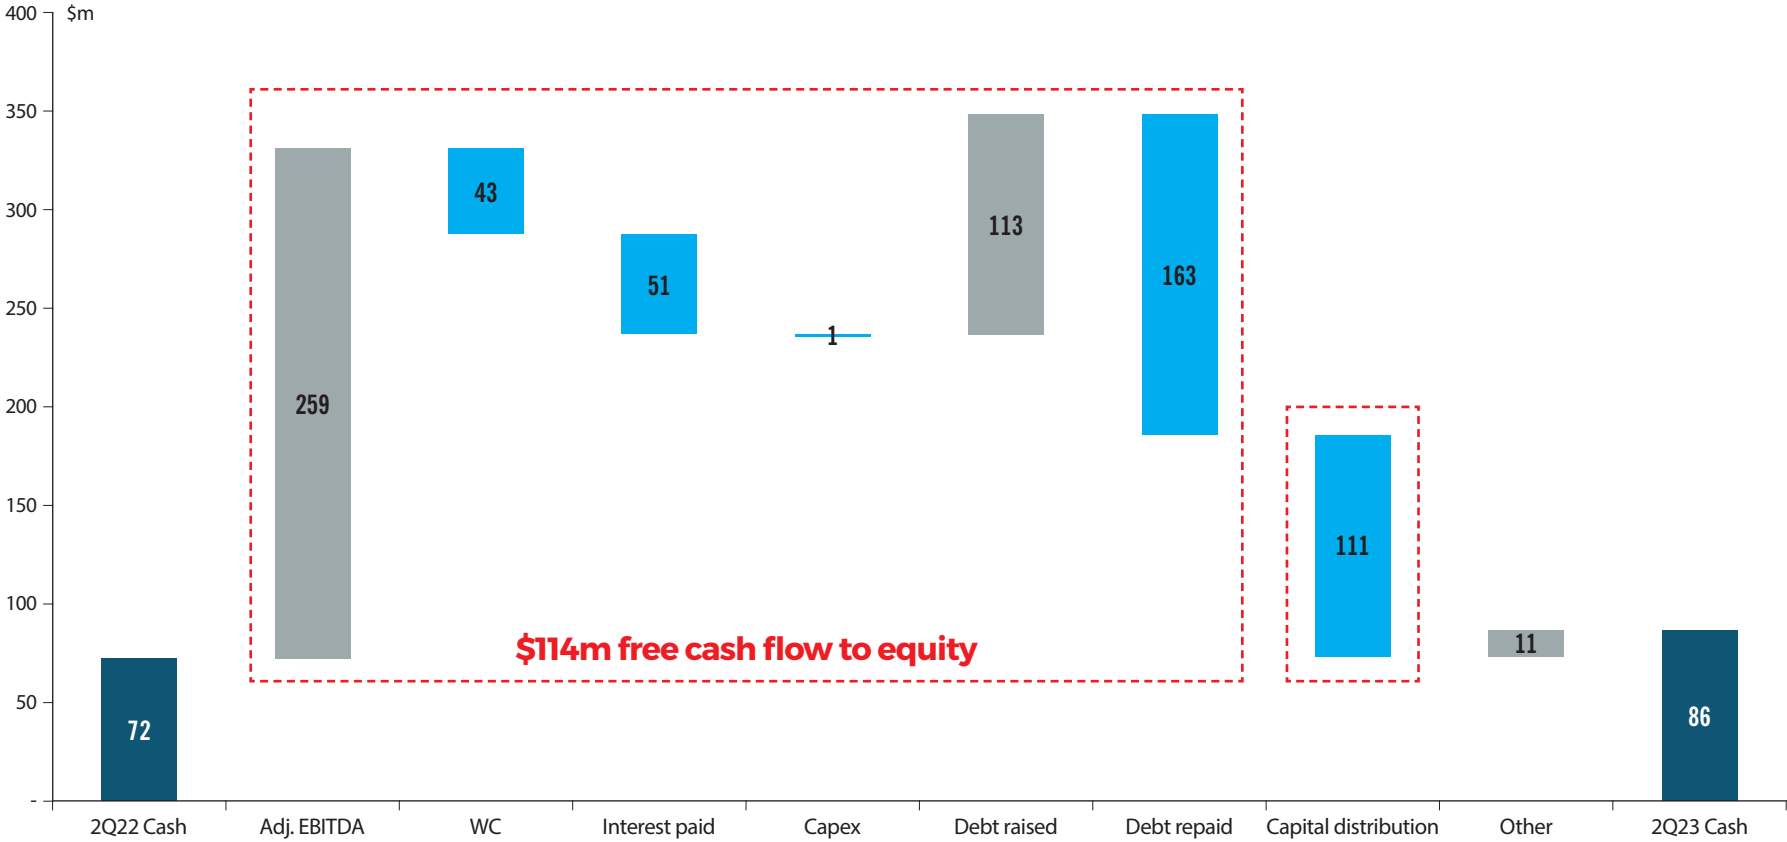 400 $m
350
300
250
200
150
100
50
-
72
259
43
51
1
113
163
111
11
86
$114m free cash flow to equity
2Q22 Cash
Adj. EBITDA
WC
Interest paid
Capex
Debt raised
Debt repaid
Capital distribution
Other
2Q23 Cash